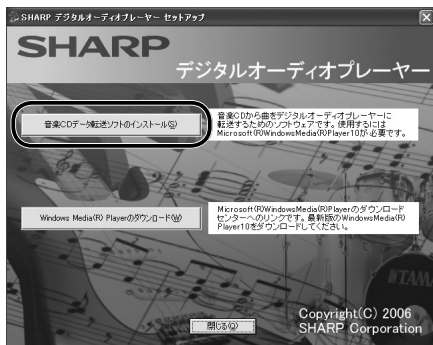 SHARP デジタルオーディオプレーヤー セットアップ
SHARP
デジタルオーディオプレーヤー
音楽CDデータ転送ソフトのインストール(S)
音楽CDから曲をデジタルオーディオプレーヤーに
転送するためのソフトウェアです。使用するには
Microsoft(R)WindowsMedia(R)Player10が必要です。
Windows Media(R) Playerのダウンロード(W)
Microsoft(R)WindowsMedia(R)Playerのダウンロード
センターへのリンクです。最新版のWindowsMedia(R)
Player10をダウンロードしてください。
閉じる(Q)
Copyright(C) 2006
SHARP Corporation